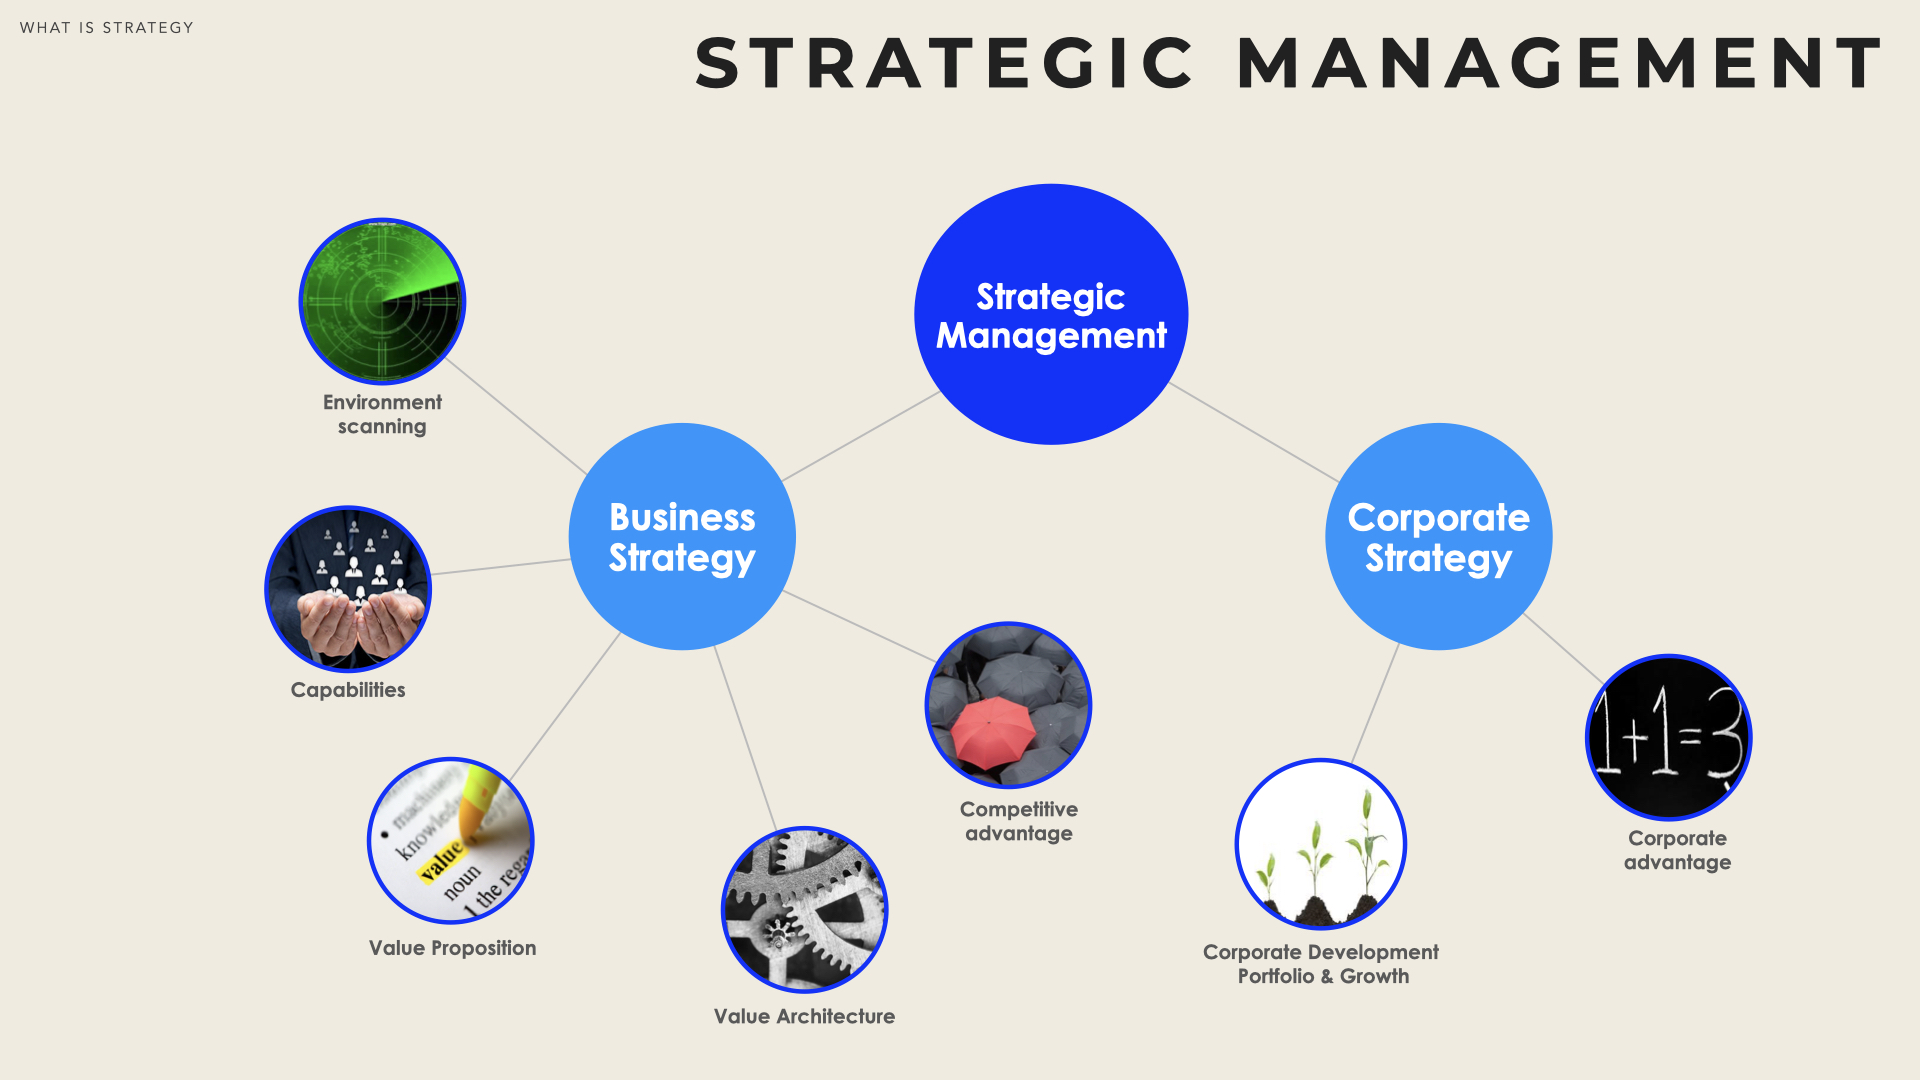 WHAT IS STRATEGY
STRATEGIC MANAGEMENT
Strategic
Management
Environment
scanning
Business
Strategy
Corporate
Strategy
Capabilities
Competitive
advantage
1+1=3
Corporate
advantage
machinery
knowledg
value
noun
1 the rega
Value Proposition
Corporate Development
Portfolio & Growth
Value Architecture